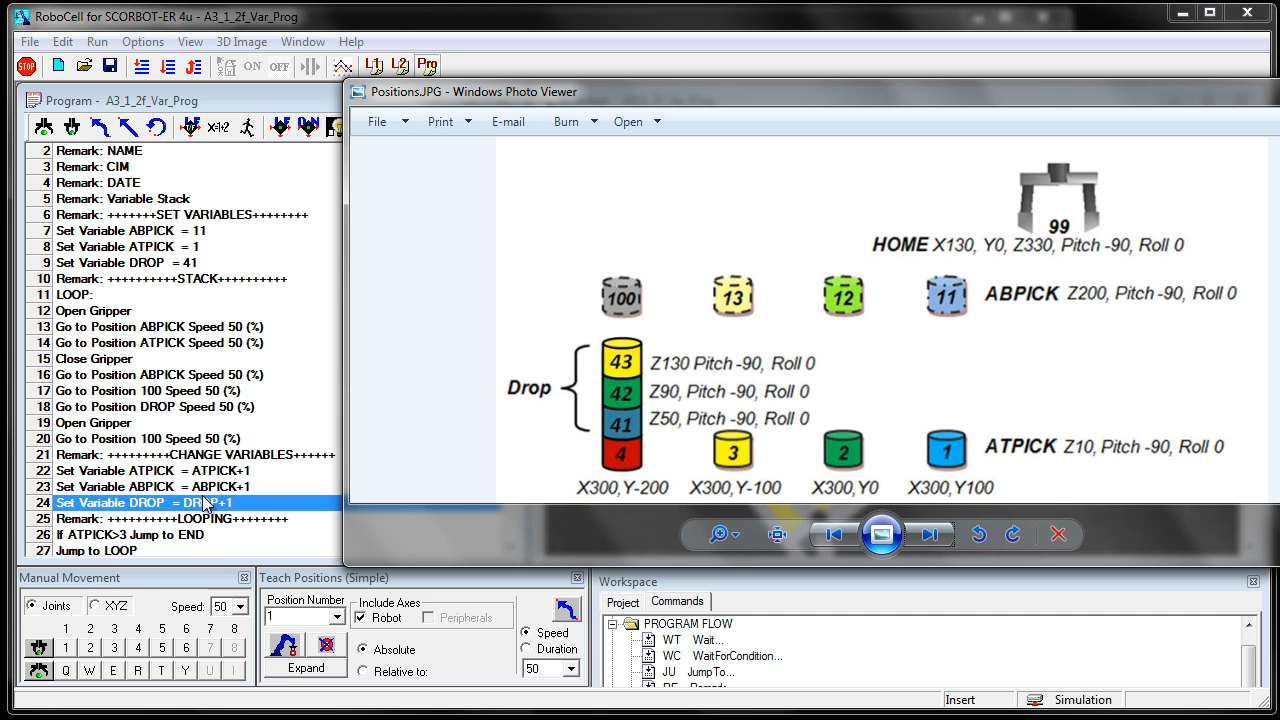 RoboCell for SCORBOT-ER 4u - A3_1_2f_Var_Prog
File Edit Run Options View 3D Image Window Help
STOP ON OFF L1 L2 Prg
Program - A3_1_2f_Var_Prog
2 Remark: NAME
3 Remark: CIM
4 Remark: DATE
5 Remark: Variable Stack
6 Remark: +++++++SET VARIABLES++++++++
7 Set Variable ABPICK = 11
8 Set Variable ATPICK = 1
9 Set Variable DROP = 41
10 Remark: ++++++++++STACK++++++++++
11 LOOP:
12 Open Gripper
13 Go to Position ABPICK Speed 50 (%)
14 Go to Position ATPICK Speed 50 (%)
15 Close Gripper
16 Go to Position ABPICK Speed 50 (%)
17 Go to Position 100 Speed 50 (%)
18 Go to Position DROP Speed 50 (%)
19 Open Gripper
20 Go to Position 100 Speed 50 (%)
21 Remark: ++++++++CHANGE VARIABLES++++++
22 Set Variable ATPICK = ATPICK+1
23 Set Variable ABPICK = ABPICK+1
24 Set Variable DROP = DROP+1
25 Remark: ++++++++++LOOPING++++++++
26 If ATPICK>3 Jump to END
27 Jump to LOOP
Positions.JPG - Windows Photo Viewer
File Print E-mail Burn Open
99
HOME X130, Y0, Z330, Pitch -90, Roll 0
100 13 12 11 ABPICK Z200, Pitch -90, Roll 0
43 Z130 Pitch -90, Roll 0
Drop 42 Z90, Pitch -90, Roll 0
41 Z50, Pitch -90, Roll 0
4 3 2 1 ATPICK Z10, Pitch -90, Roll 0
X300,Y-200 X300,Y-100 X300,Y0 X300,Y100
Manual Movement
Joints XYZ Speed: 50
1 2 3 4 5 6 7 8
1 2 3 4 5 6 7 8
Q W E R T Y U I
Teach Positions (Simple)
Position Number
1
Include Axes
Robot Peripherals
Expand
Absolute
Relative to:
Speed
Duration
50
Workspace
Project Commands
PROGRAM FLOW
WT Wait...
WC WaitForCondition...
JU JumpTo...
Insert Simulation